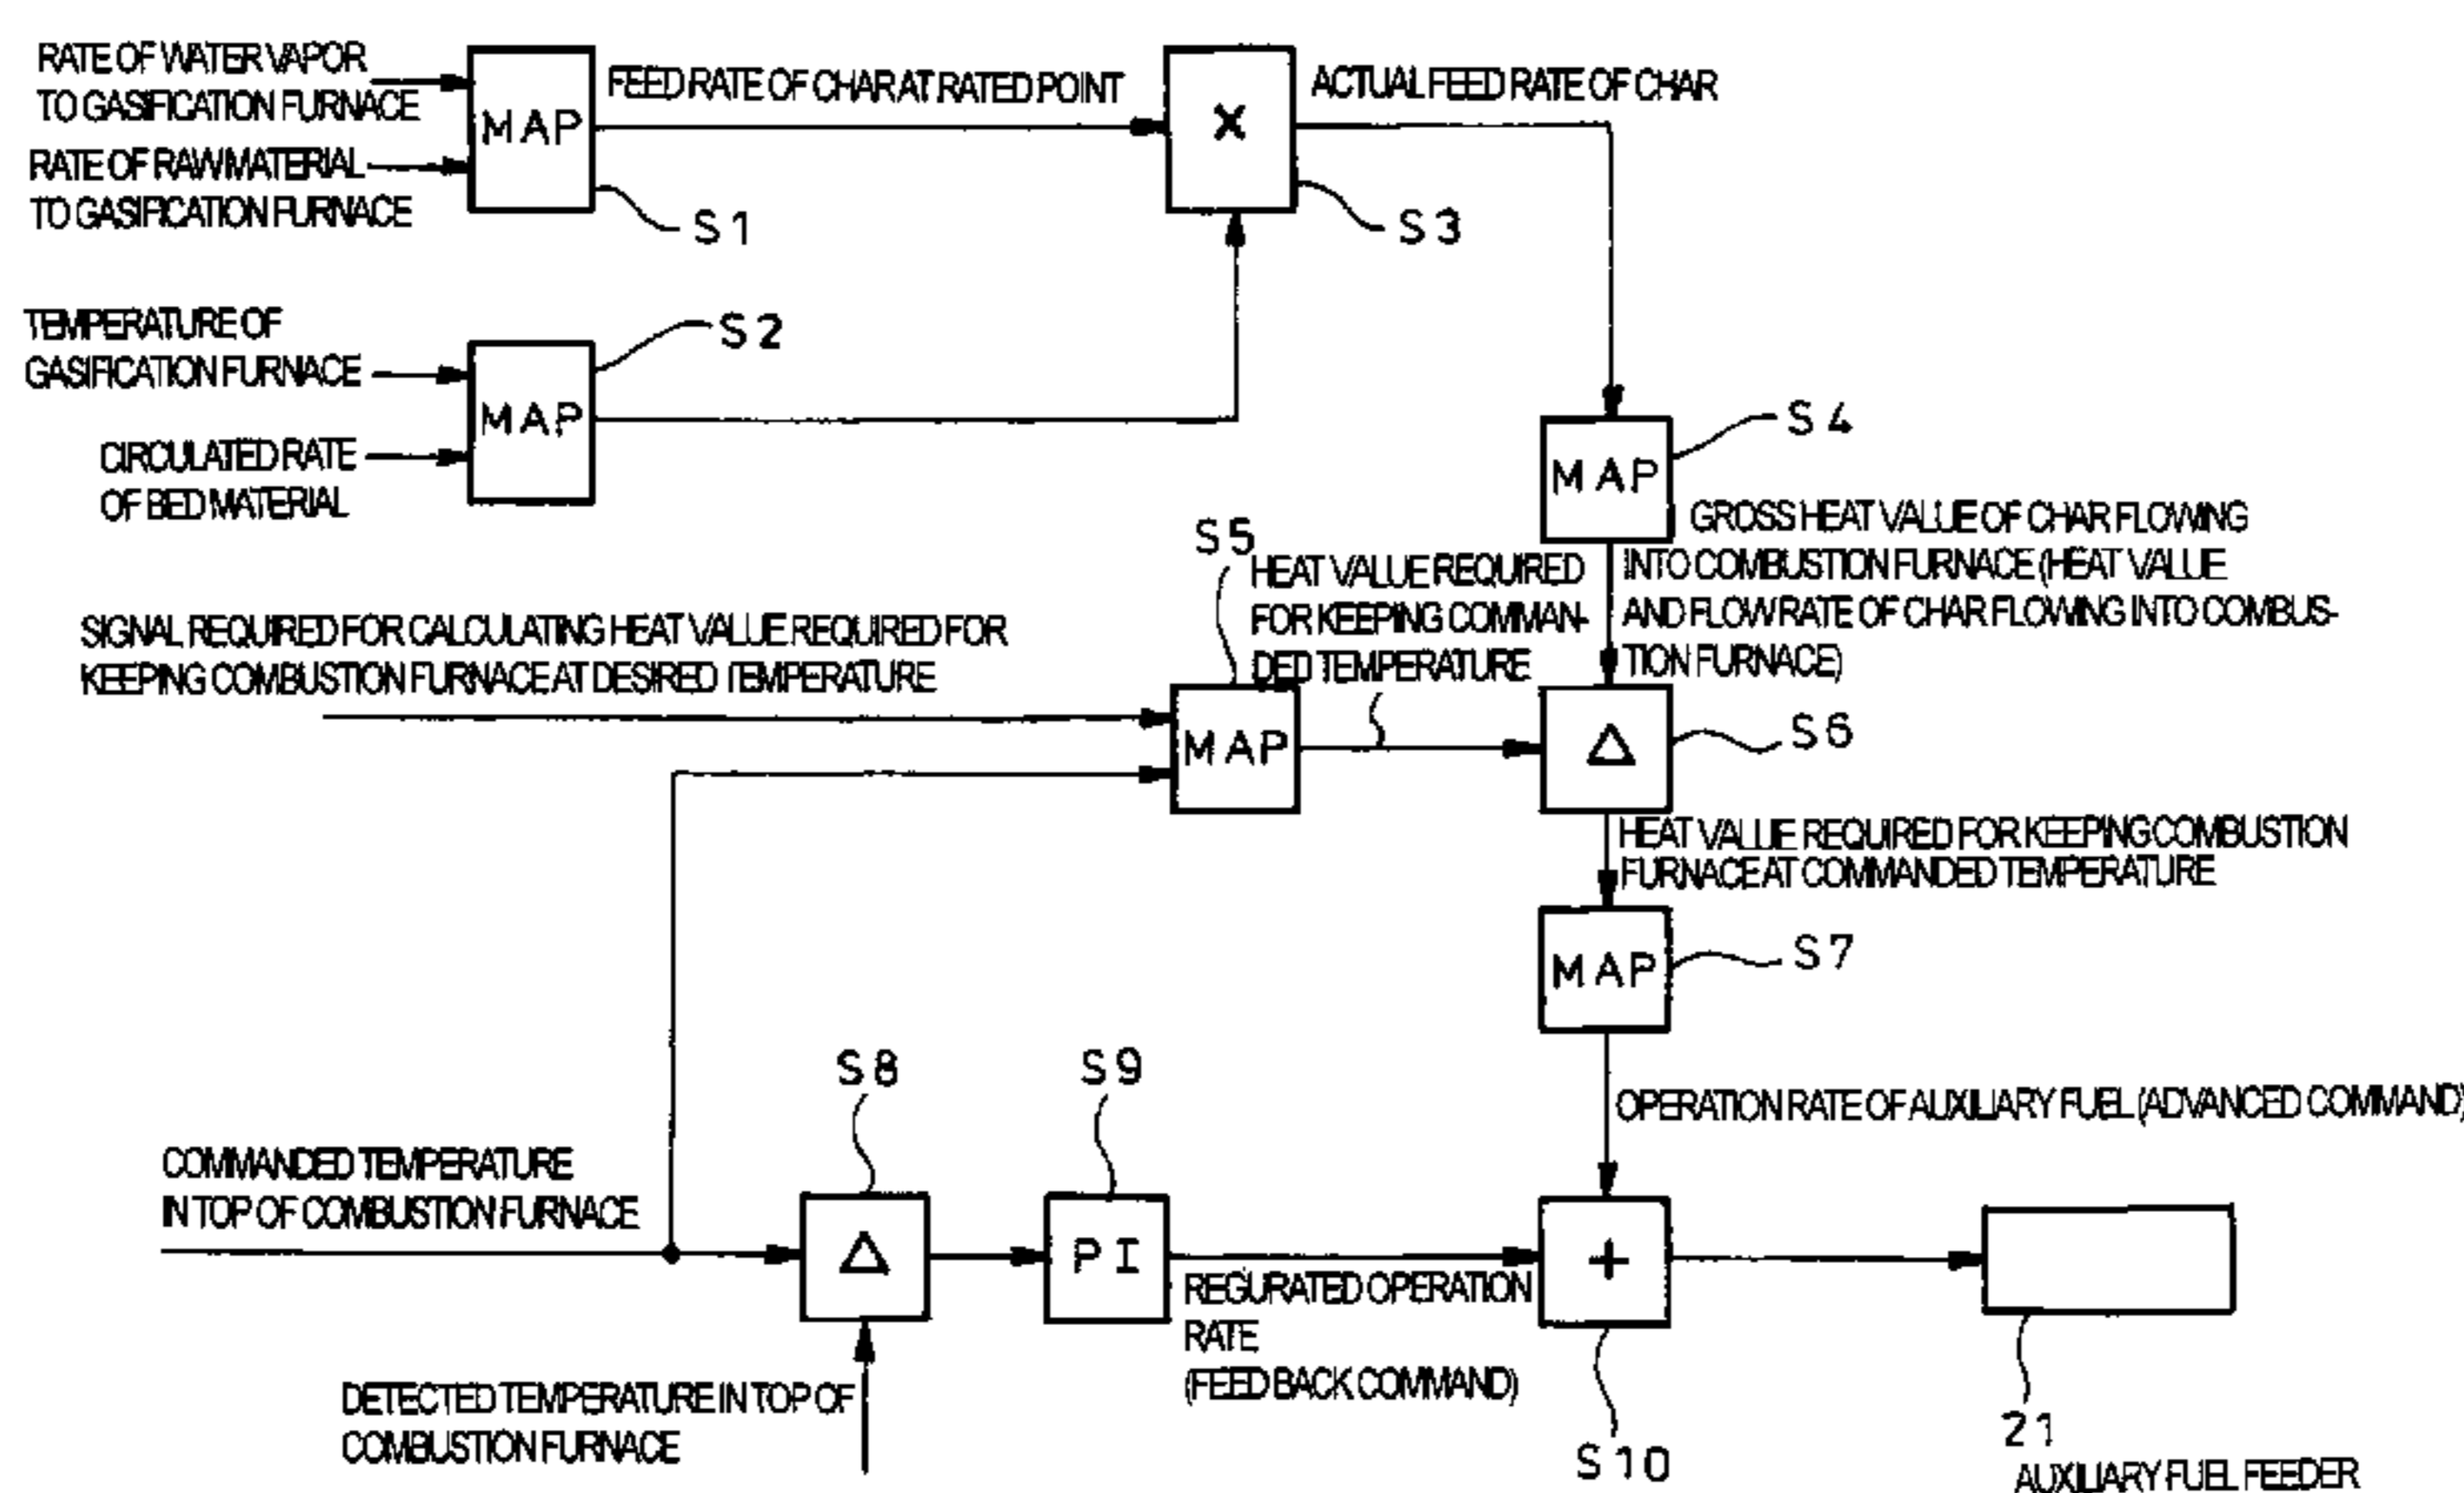 RATE OF WATER VAPOR
TO GASIFICATION FURNACE
RATE OF RAW MATERIAL
TO GASIFICATION FURNACE
MAP
S1
FEED RATE OF CHAR AT RATED POINT
X
S3
ACTUAL FEED RATE OF CHAR
TEMPERATURE OF
GASIFICATION FURNACE
CIRCULATED RATE
OF BED MATERIAL
MAP
S2
MAP
S4
GROSS HEAT VALUE OF CHAR FLOWING
INTO COMBUSTION FURNACE (HEAT VALUE
AND FLOW RATE OF CHAR FLOWING INTO COMBUS-
TION FURNACE)
SIGNAL REQUIRED FOR CALCULATING HEAT VALUE REQUIRED FOR
KEEPING COMBUSTION FURNACE AT DESIRED TEMPERATURE
S5
MAP
HEAT VALUE REQUIRED
FOR KEEPING COMMAN-
DED TEMPERATURE
Δ
S6
HEAT VALUE REQUIRED FOR KEEPING COMBUSTION
FURNACE AT COMMANDED TEMPERATURE
MAP
S7
OPERATION RATE OF AUXILIARY FUEL (ADVANCED COMMAND)
COMMANDED TEMPERATURE
IN TOP OF COMBUSTION FURNACE
S8
Δ
DETECTED TEMPERATURE IN TOP OF
COMBUSTION FURNACE
S9
PI
REGURATED OPERATION
RATE
(FEED BACK COMMAND)
+
S10
21
AUXILIARY FUEL FEEDER